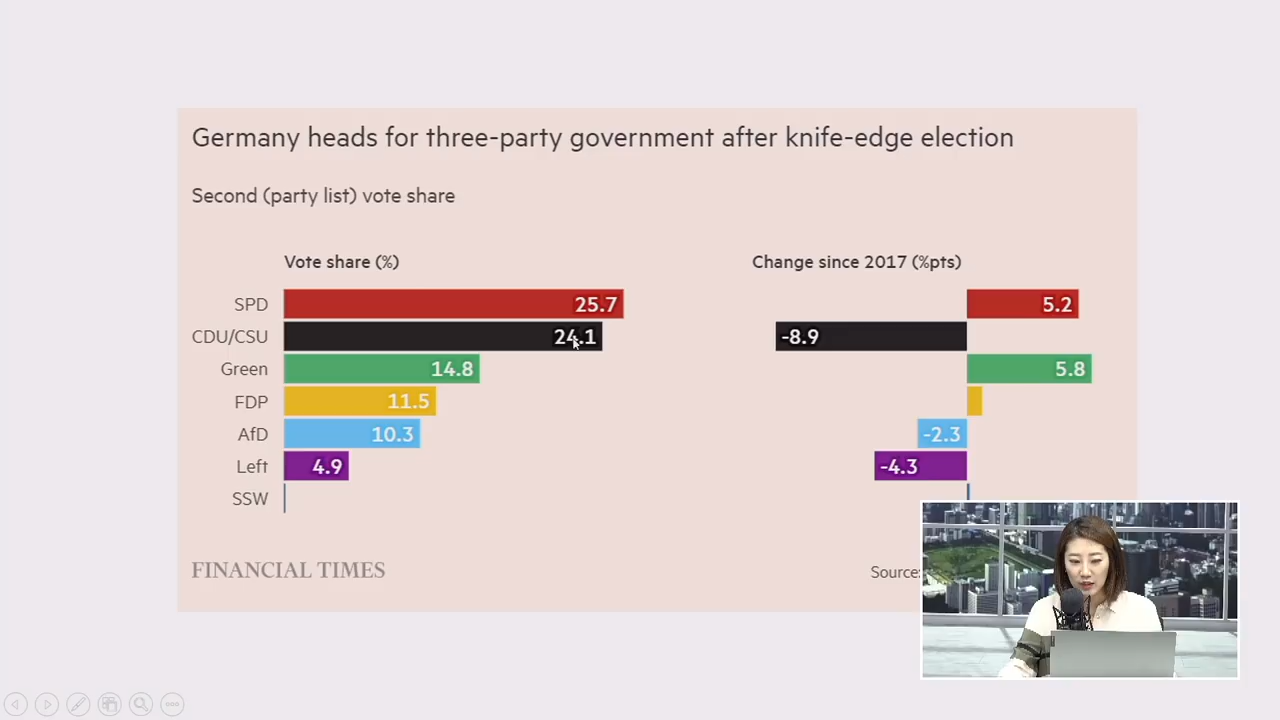 Germany heads for three-party government after knife-edge election
Second (party list) vote share
Vote share (%)
Change since 2017 (%pts)
SPD 25.7 5.2
CDU/CSU 24.1 -8.9
Green 14.8 5.8
FDP 11.5
AfD 10.3 -2.3
Left 4.9 -4.3
SSW
FINANCIAL TIMES
Source: